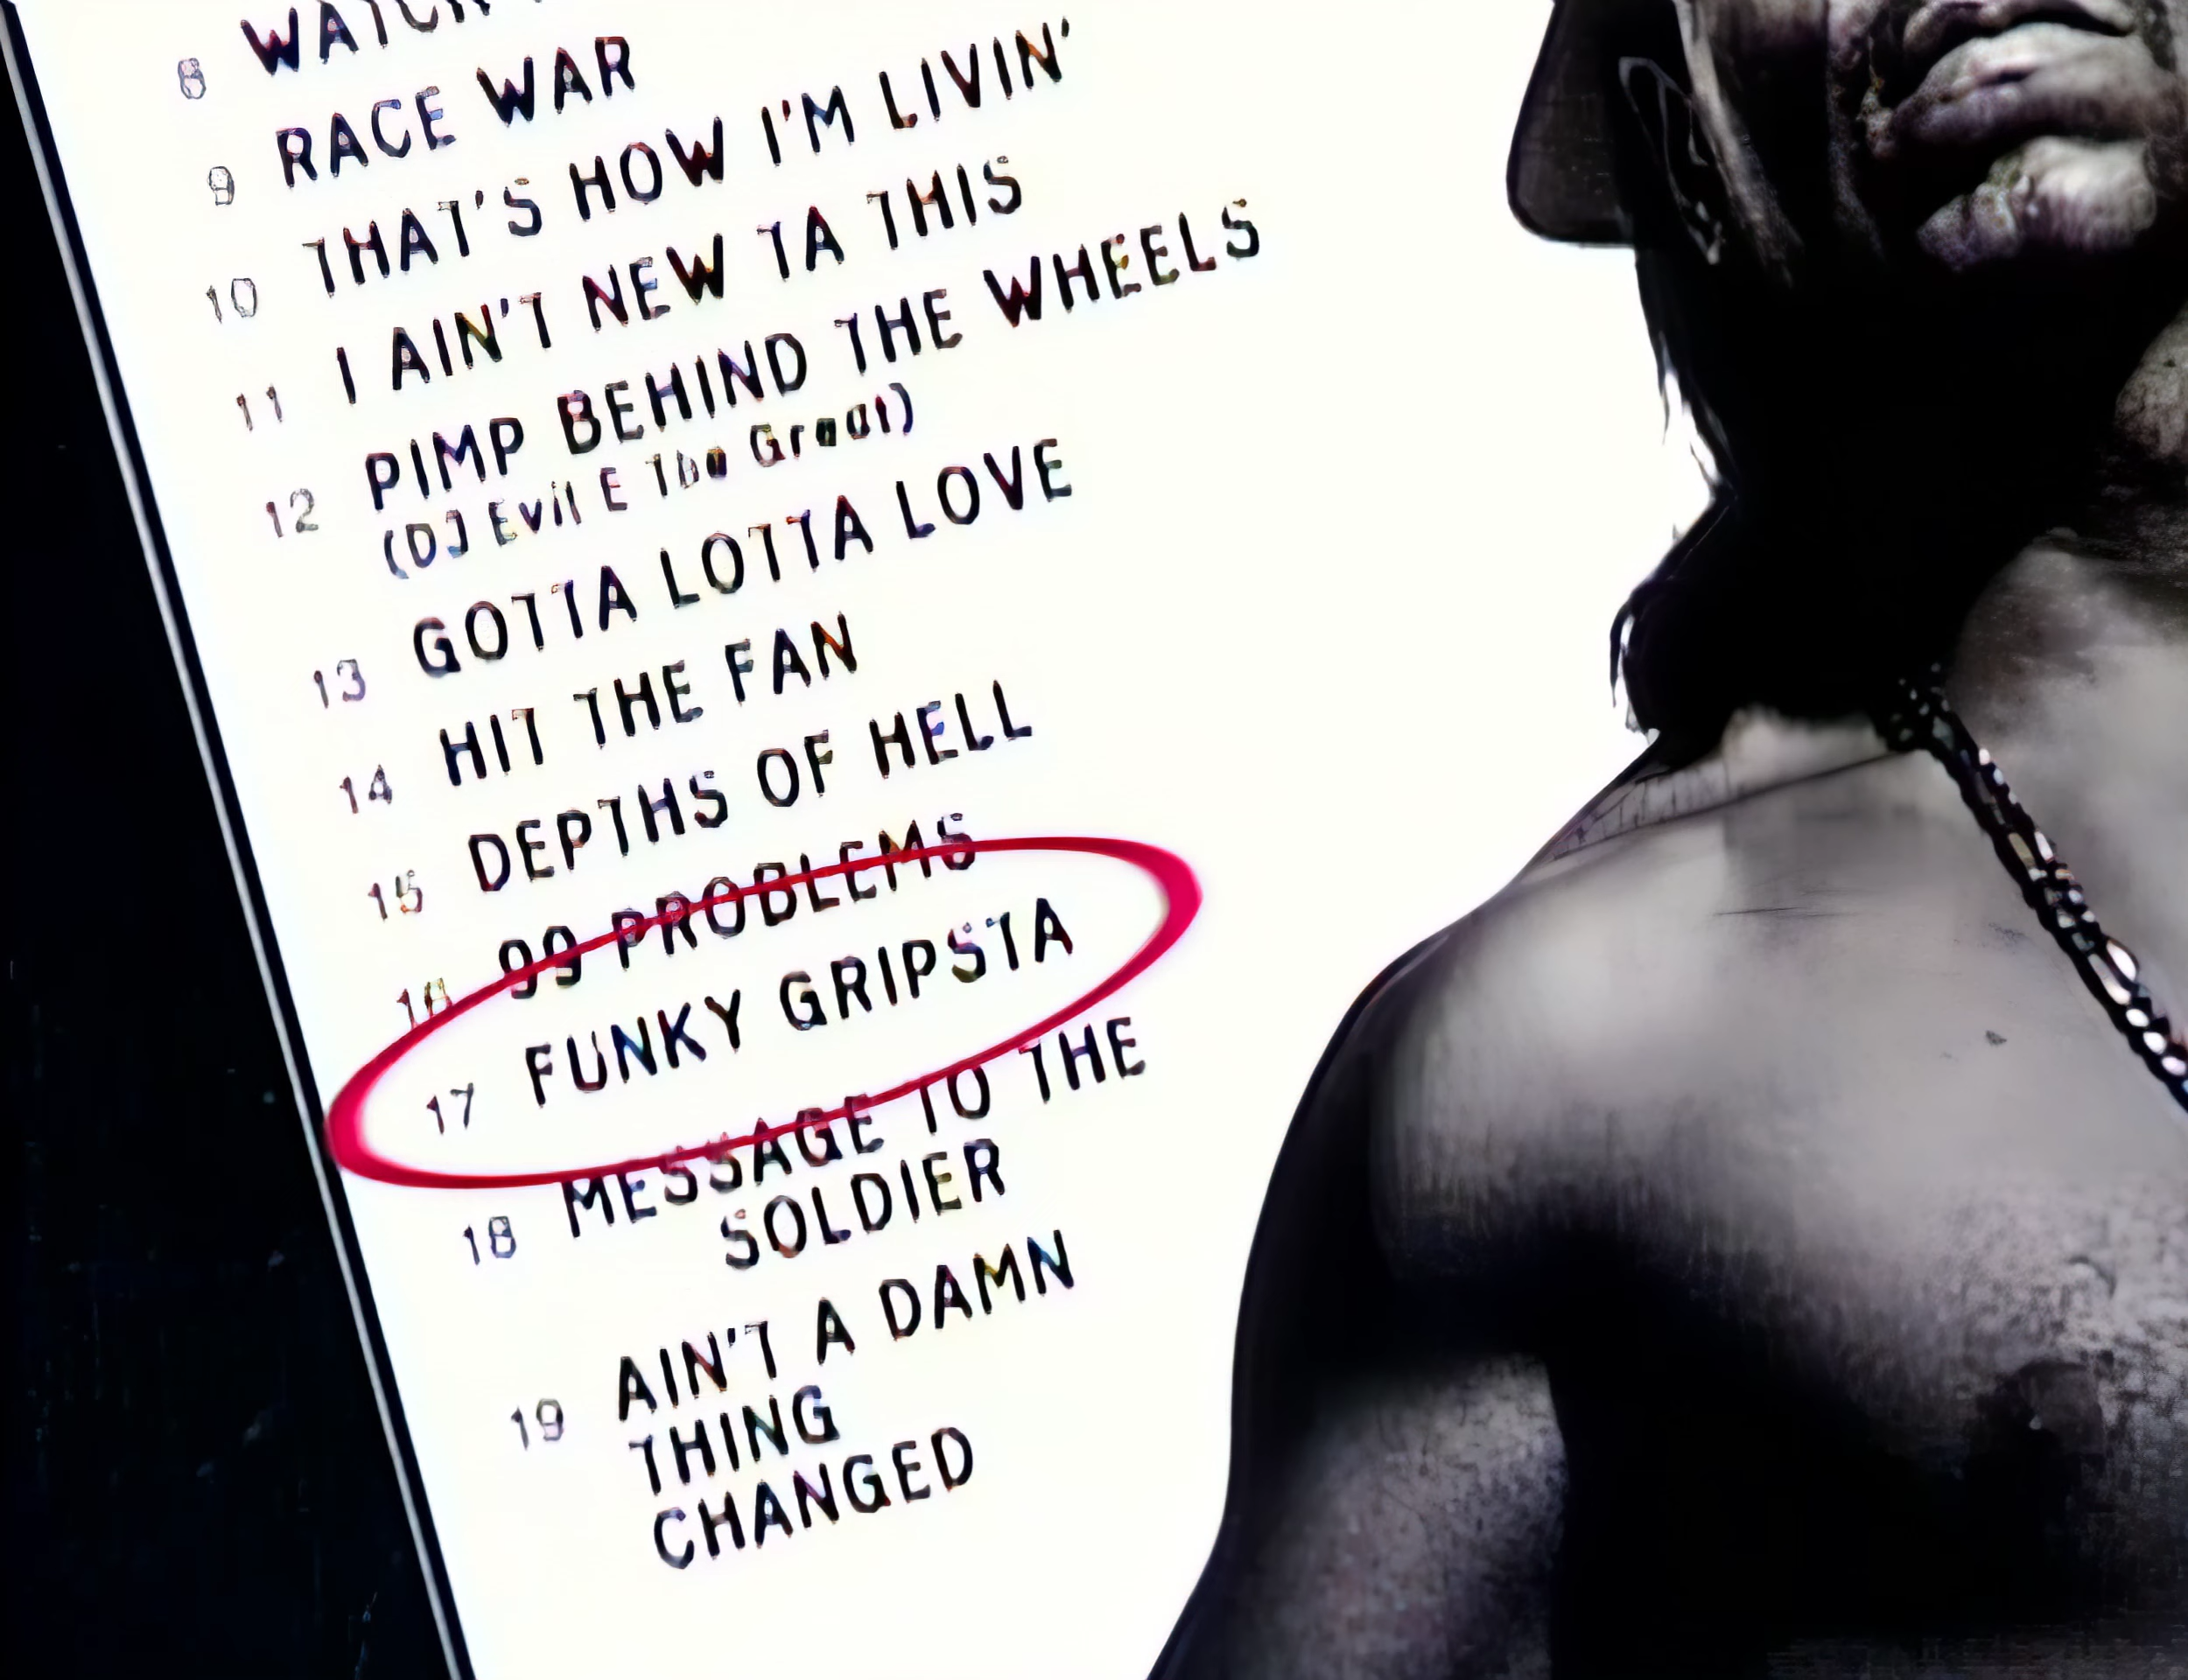 8 WATCH
9 RACE WAR
10 THAT'S HOW I'M LIVIN'
11 I AIN'T NEW TA THIS
12 PIMP BEHIND THE WHEELS
(DJ Evil E The Great)
13 GOTTA LOTTA LOVE
14 HIT THE FAN
15 DEPTHS OF HELL
16 99 PROBLEMS
17 FUNKY GRIPSTA
18 MESSAGE TO THE
SOLDIER
19 AIN'T A DAMN
THING
CHANGED